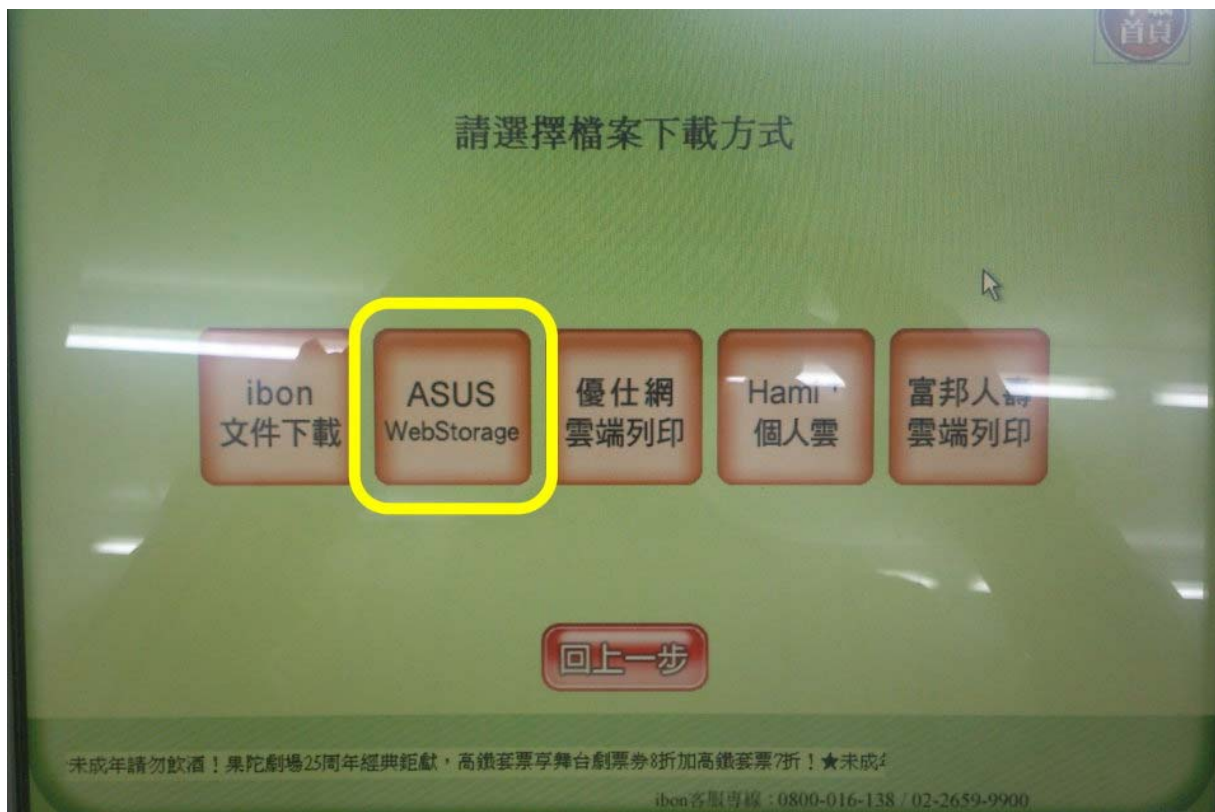 首頁
請選擇檔案下載方式
ibon
文件下載
ASUS
WebStorage
優仕網
雲端列印
Hami
個人雲
富邦人壽
雲端列印
回上一步
未成年請勿飲酒!果陀劇場25周年經典鉅獻,高鐵套票享舞台劇票券8折加高鐵套票7折!★未成年
ibon客服專線:0800-016-138 / 02-2659-9900